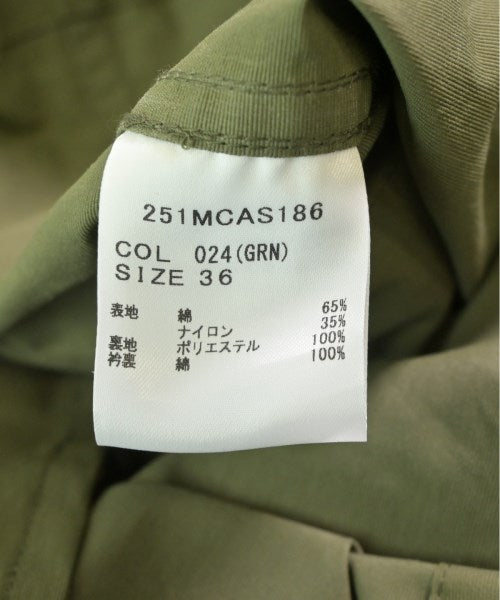 251MCAS186
COL 024(GRN)
SIZE 36
表地 綿 65%
ナイロン 35%
裏地 ポリエステル 100%
衿裏 綿 100%